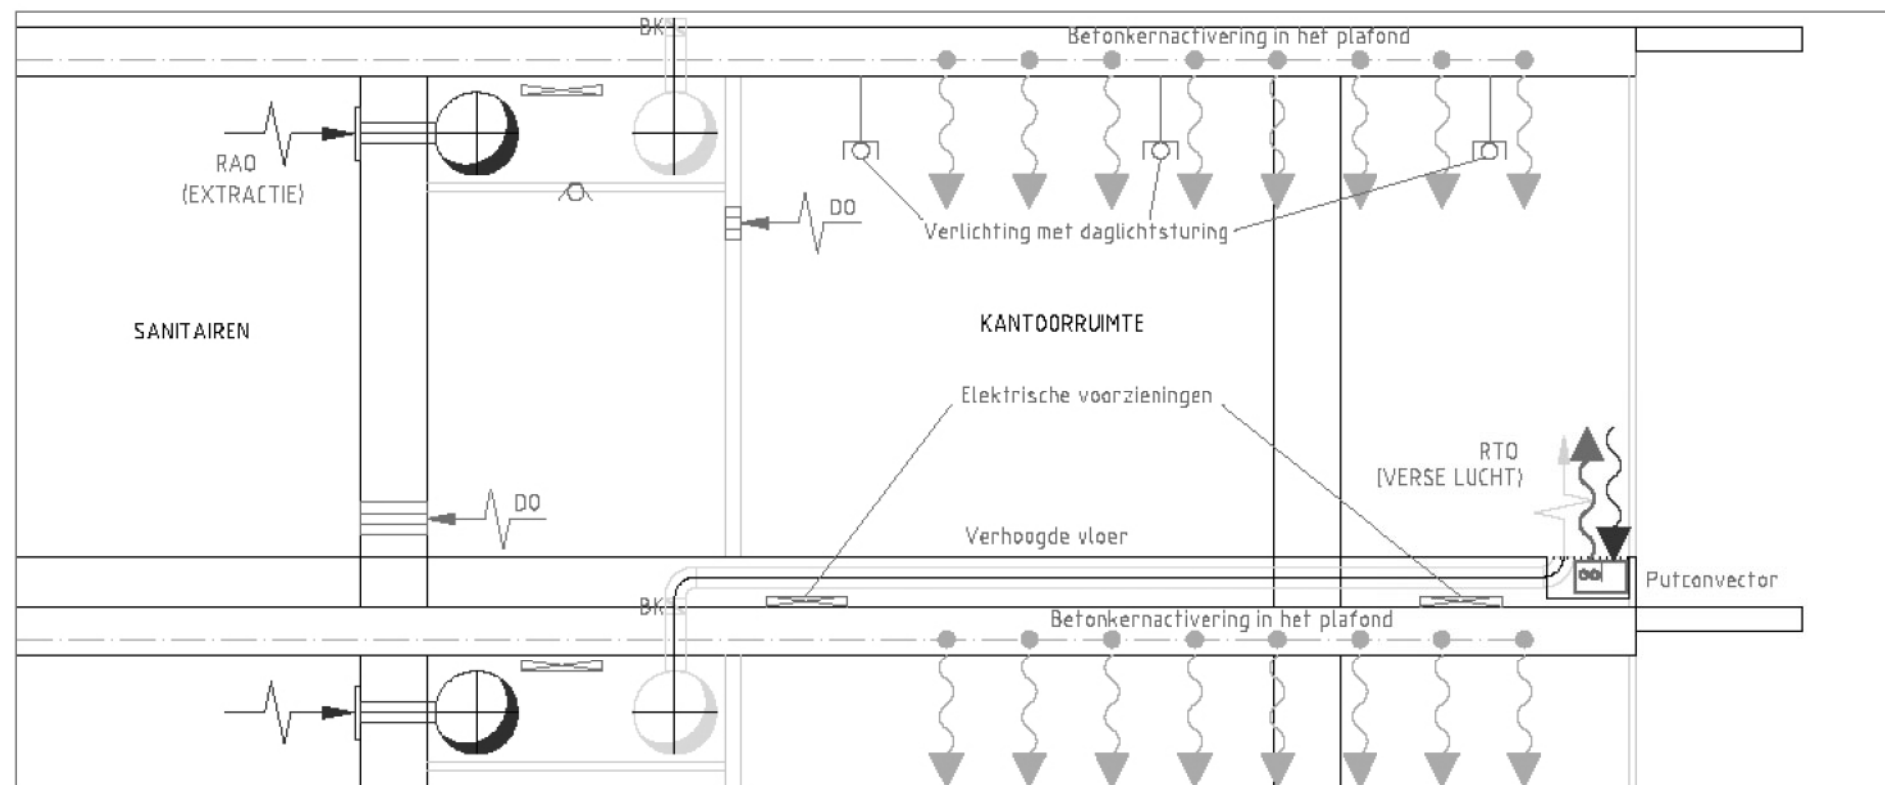 BK
Betonkernactivering in het plafond
RAO
(EXTRACTIE)
DO
Verlichting met daglichtsturing
SANITAIREN
KANTOORRUIMTE
Elektrische voorzieningen
RTO
(VERSE LUCHT)
DO
Verhoogde vloer
Putconvector
BK
Betonkernactivering in het plafond